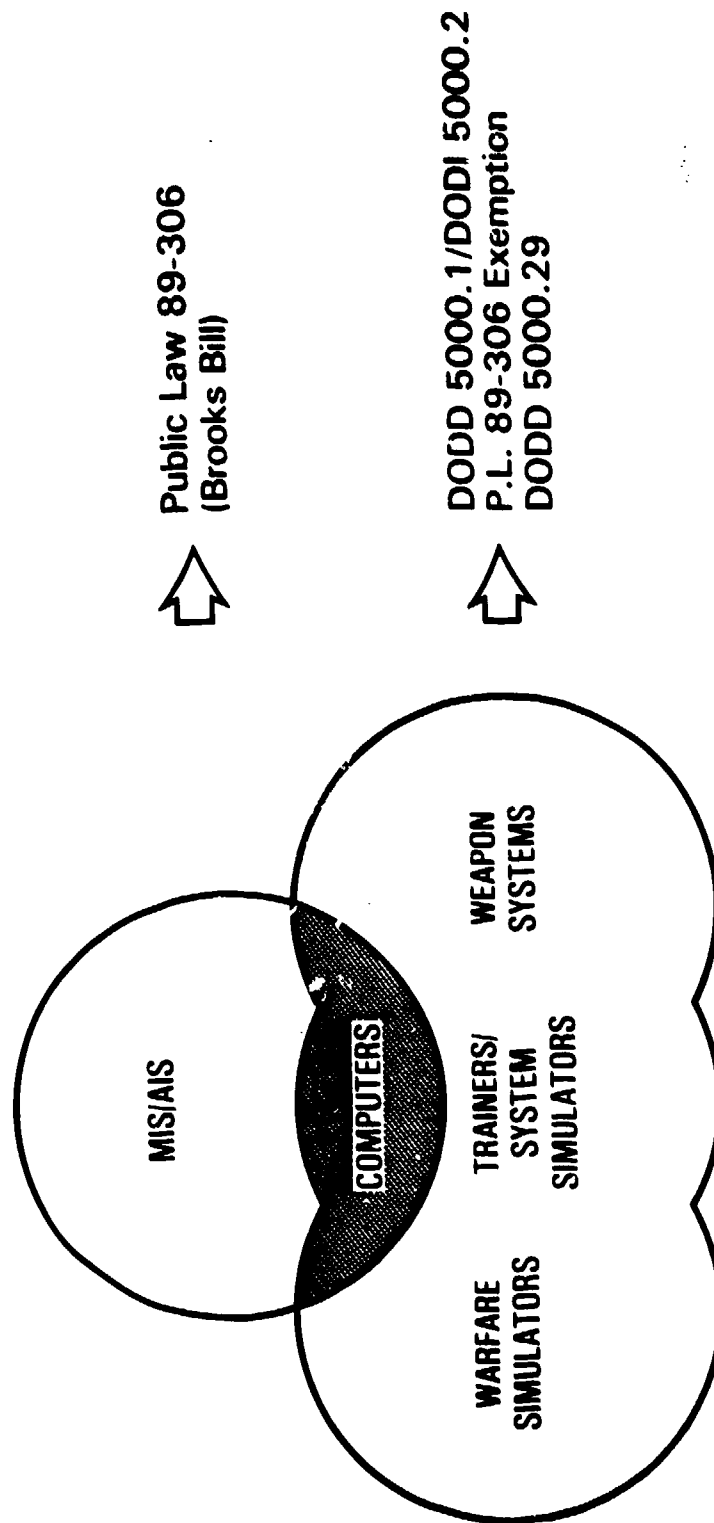 MIS/AIS
COMPUTERS
WARFARE
SIMULATORS
TRAINERS/
SYSTEM
SIMULATORS
WEAPON
SYSTEMS
Public Law 89-306
(Brooks Bill)
DODD 5000.1/DODI 5000.2
P.L. 89-306 Exemption
DODD 5000.29